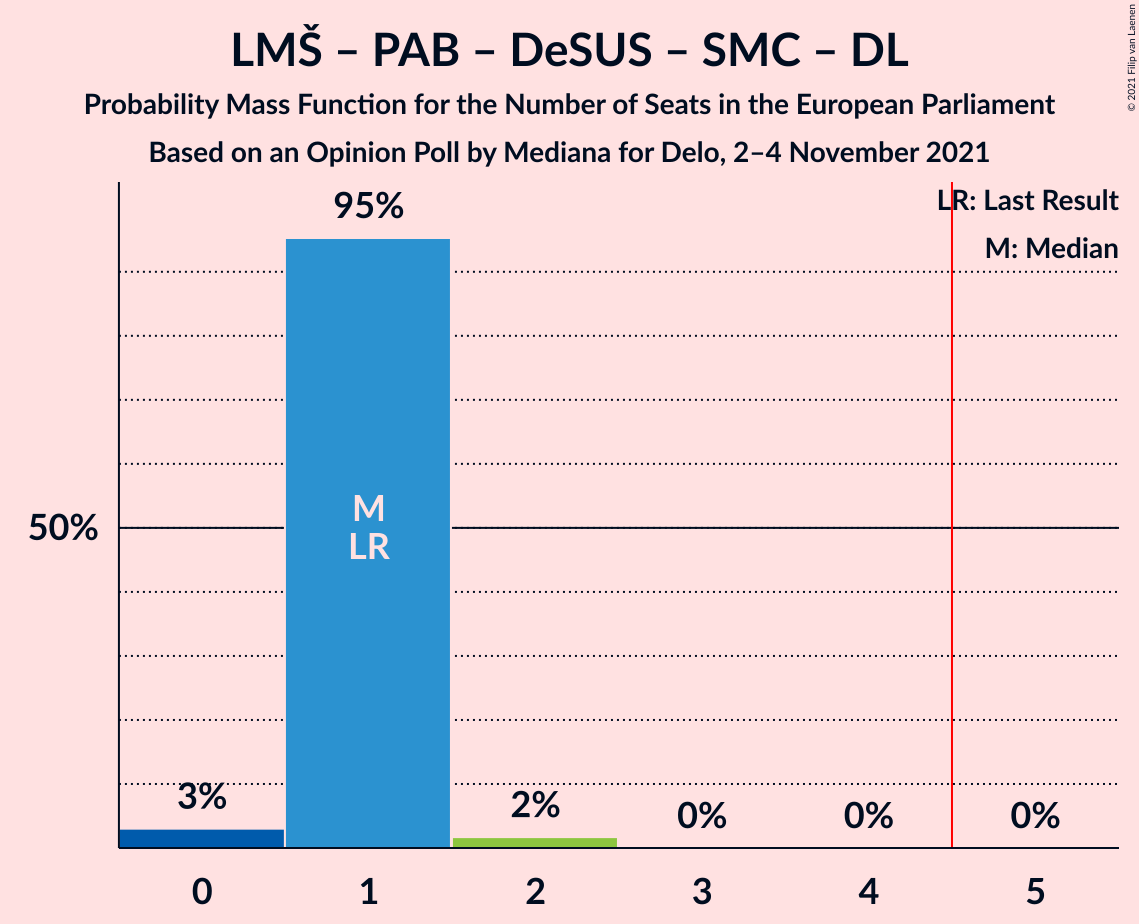 LMŠ – PAB – DeSUS – SMC – DL
Probability Mass Function for the Number of Seats in the European Parliament
Based on an Opinion Poll by Mediana for Delo, 2–4 November 2021
© 2021 Filip van Laenen
LR: Last Result
M: Median
95%
50%
M
LR
3%
2%
0%
0%
0%
0
1
2
3
4
5